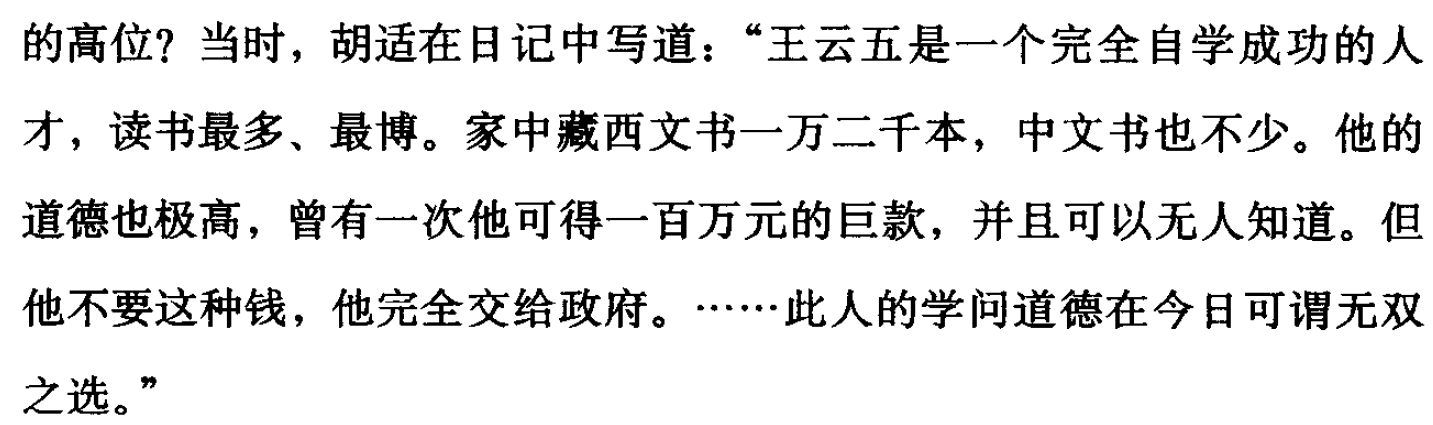 的高位？当时，胡适在日记中写道：“王云五是一个完全自学成功的人
才，读书最多、最博。家中藏西文书一万二千本，中文书也不少。他的
道德也极高，曾有一次他可得一百万元的巨款，并且可以无人知道。但
他不要这种钱，他完全交给政府。……此人的学问道德在今日可谓无双
之选。”